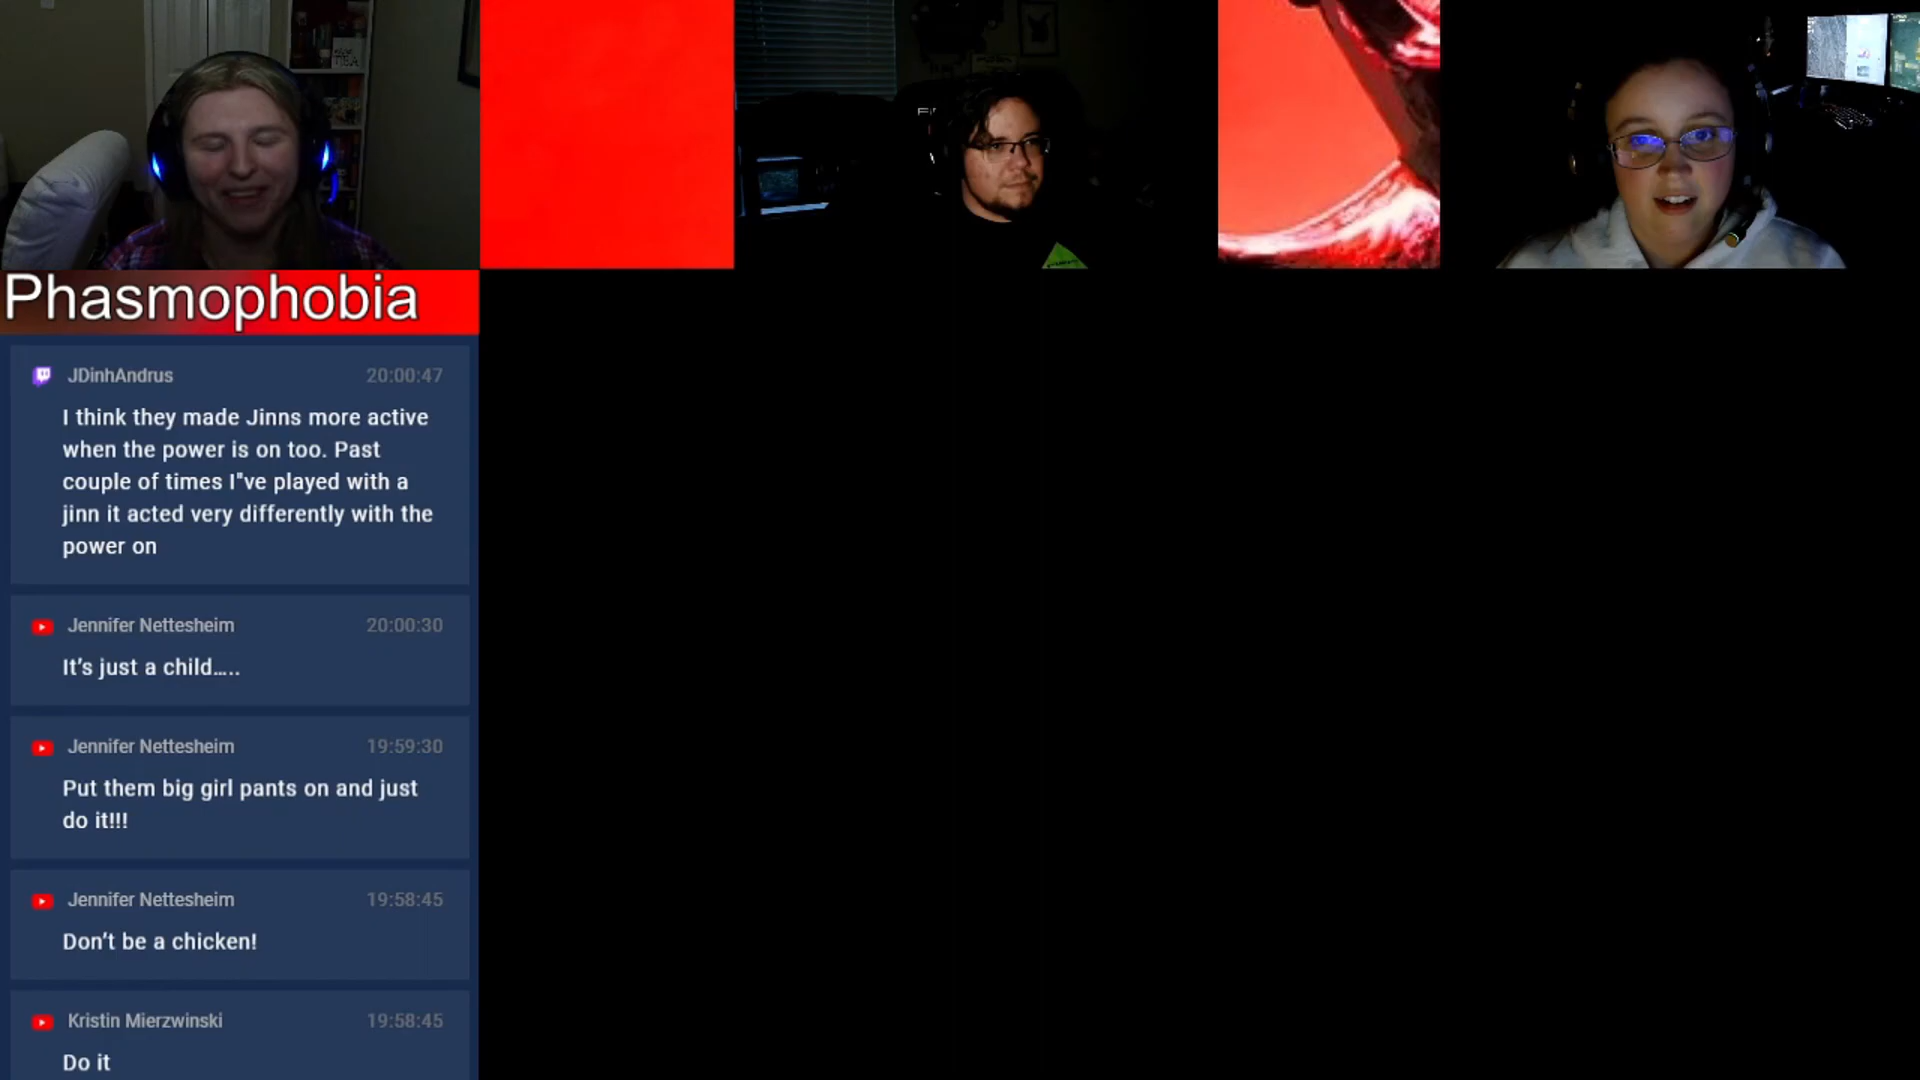 Phasmophobia
JDinhAndrus 20:00:47
I think they made Jinns more active
when the power is on too. Past
couple of times I"ve played with a
jinn it acted very differently with the
power on
Jennifer Nettesheim 20:00:30
It’s just a child.....
Jennifer Nettesheim 19:59:30
Put them big girl pants on and just
do it!!!
Jennifer Nettesheim 19:58:45
Don’t be a chicken!
Kristin Mierzwinski 19:58:45
Do it